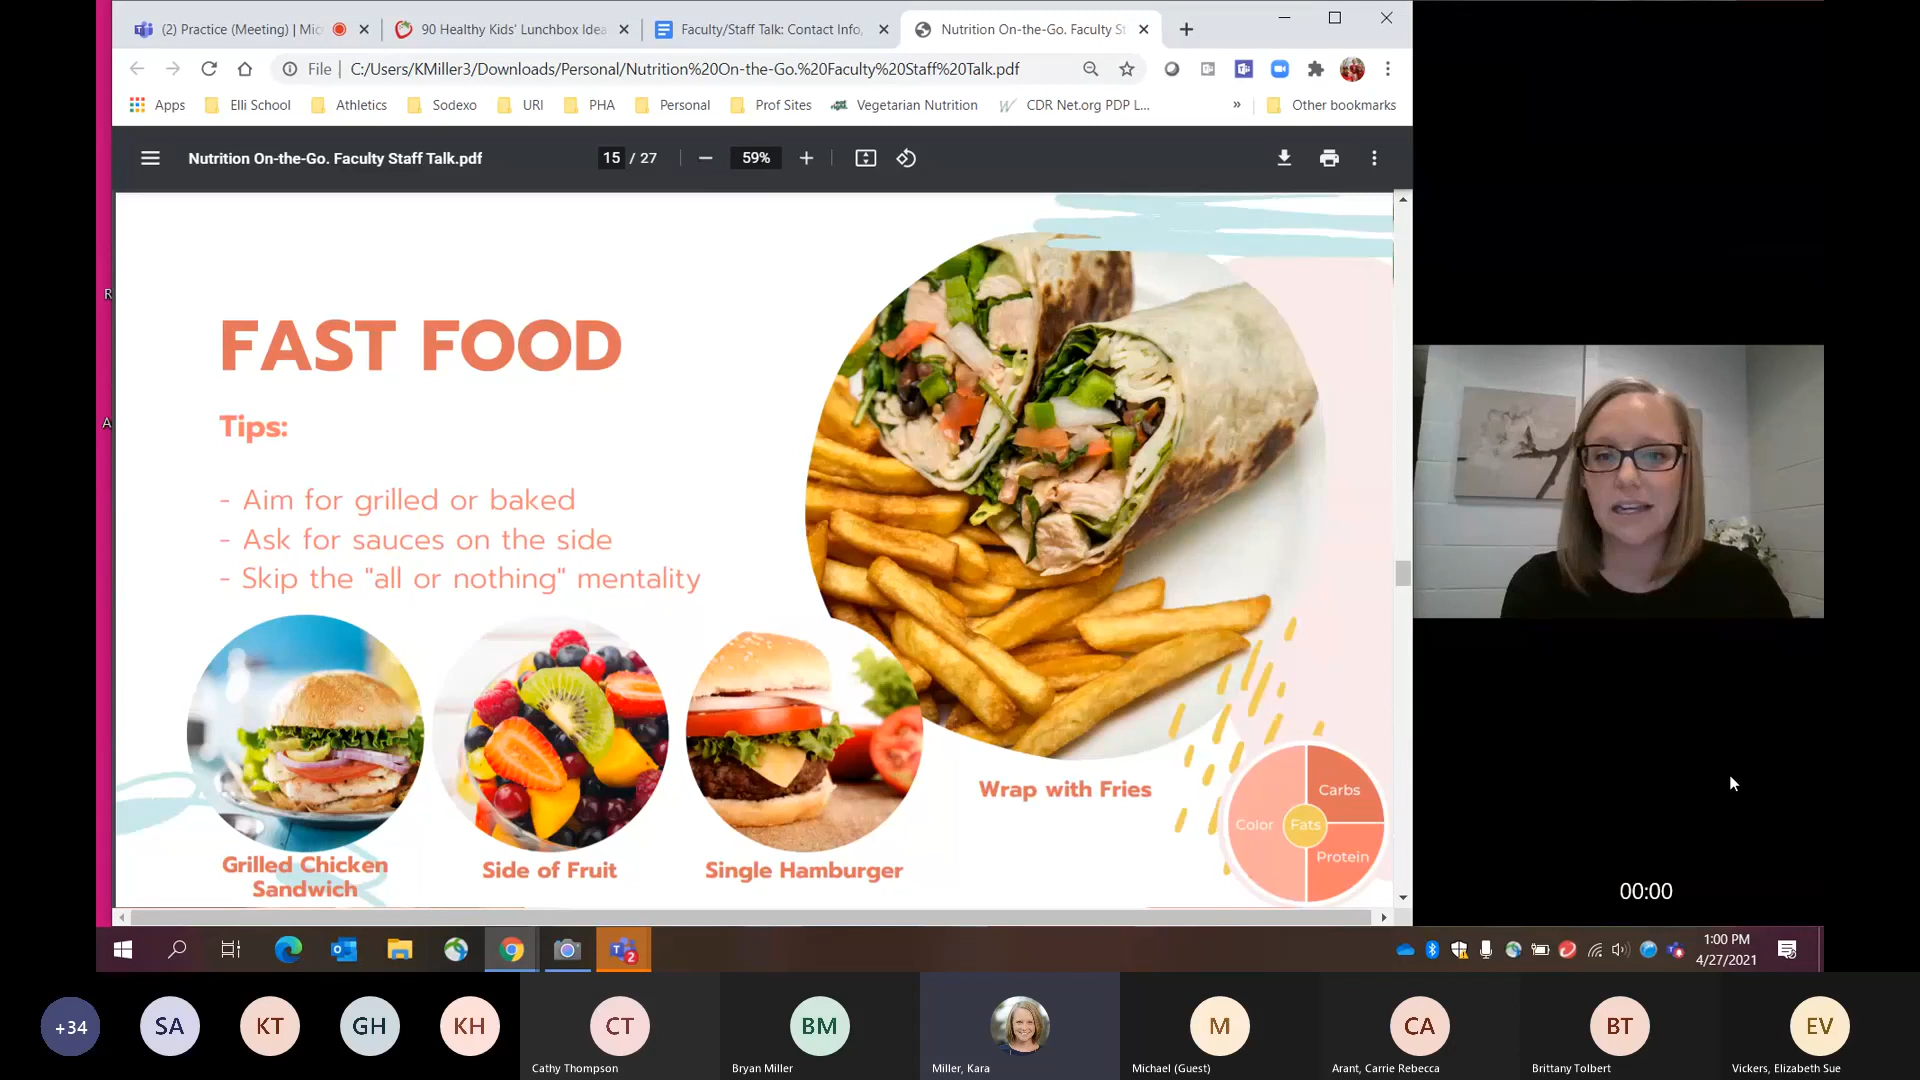 (2) Practice (Meeting) | Mic
90 Healthy Kids' Lunchbox Idea
Faculty/Staff Talk: Contact Info,
Nutrition On-the-Go. Faculty St
File | C:/Users/KMiller3/Downloads/Personal/Nutrition%20On-the-Go.%20Faculty%20Staff%20Talk.pdf
Apps Elli School Athletics Sodexo URI PHA Personal Prof Sites Vegetarian Nutrition CDR Net.org PDP L... » Other bookmarks
Nutrition On-the-Go. Faculty Staff Talk.pdf 15 / 27 59%
R
A
FAST FOOD
Tips:
- Aim for grilled or baked
- Ask for sauces on the side
- Skip the "all or nothing" mentality
Wrap with Fries
Grilled Chicken
Sandwich
Side of Fruit
Single Hamburger
Carbs
Color
Fats
Protein
00:00
2
1:00 PM
4/27/2021
+34
SA
KT
GH
KH
CT
BM
M
CA
BT
EV
Cathy Thompson
Bryan Miller
Miller, Kara
Michael (Guest)
Arant, Carrie Rebecca
Brittany Tolbert
Vickers, Elizabeth Sue